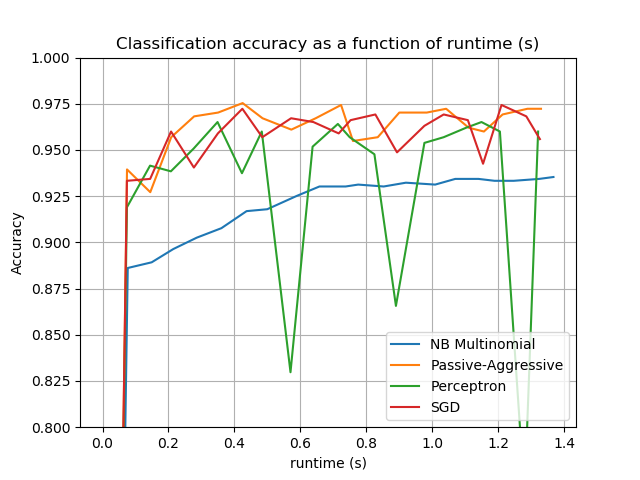 Classification accuracy as a function of runtime (s)
1.000
0.975
0.950
0.925
0.900
0.875
0.850
0.825
0.800
Accuracy
NB Multinomial
Passive-Aggressive
Perceptron
SGD
0.0 0.2 0.4 0.6 0.8 1.0 1.2 1.4
runtime (s)